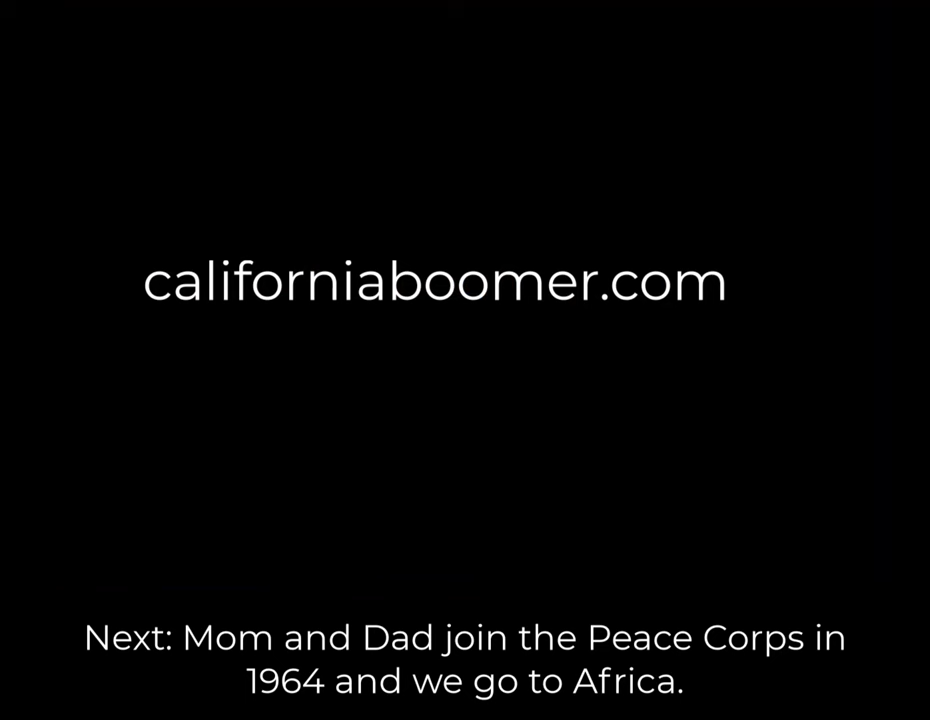 californiaboomer.com
Next: Mom and Dad join the Peace Corps in
1964 and we go to Africa.